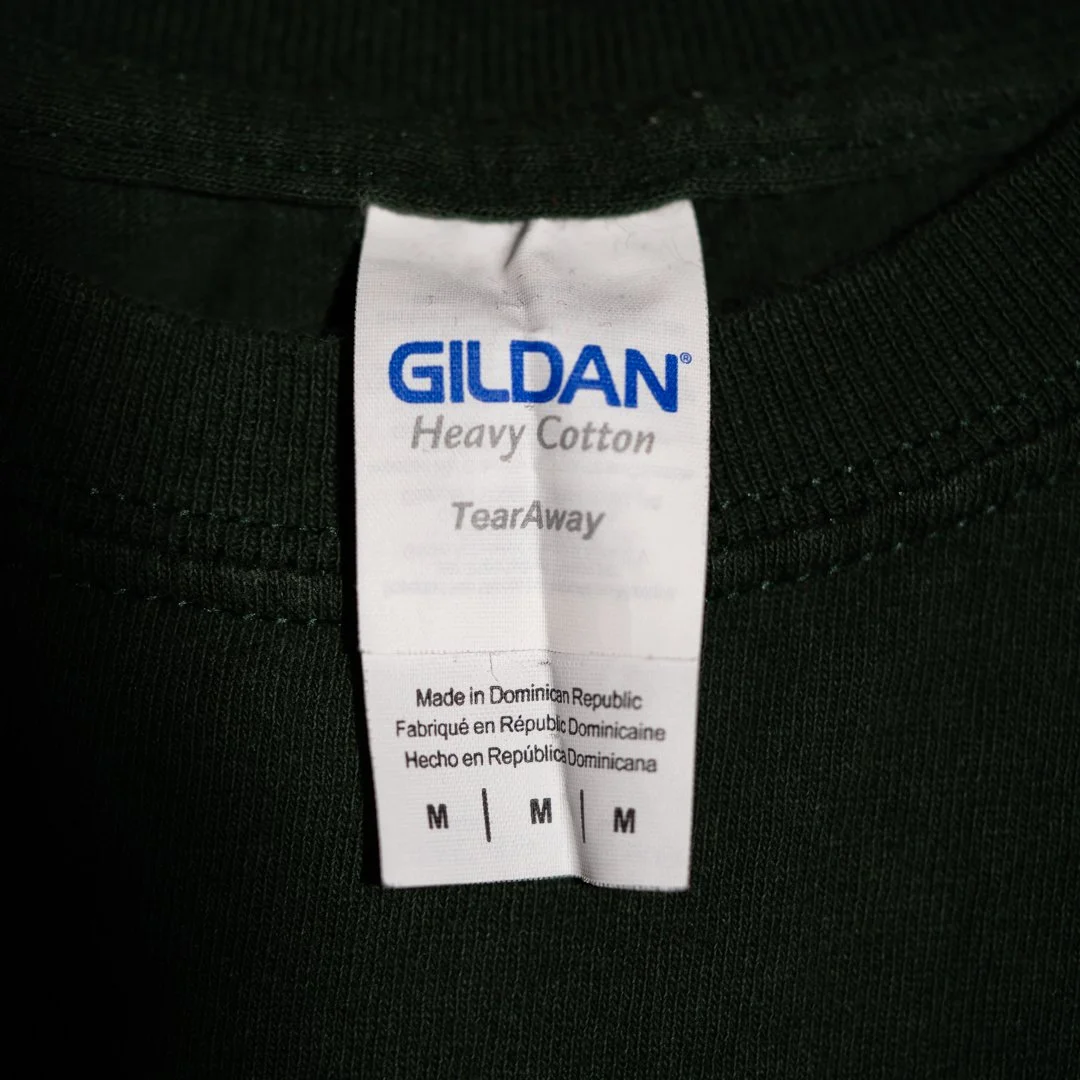 GILDAN®
Heavy Cotton
TearAway
Made in Dominican Republic
Fabriqué en Républic Dominicaine
Hecho en República Dominicana
M | M | M